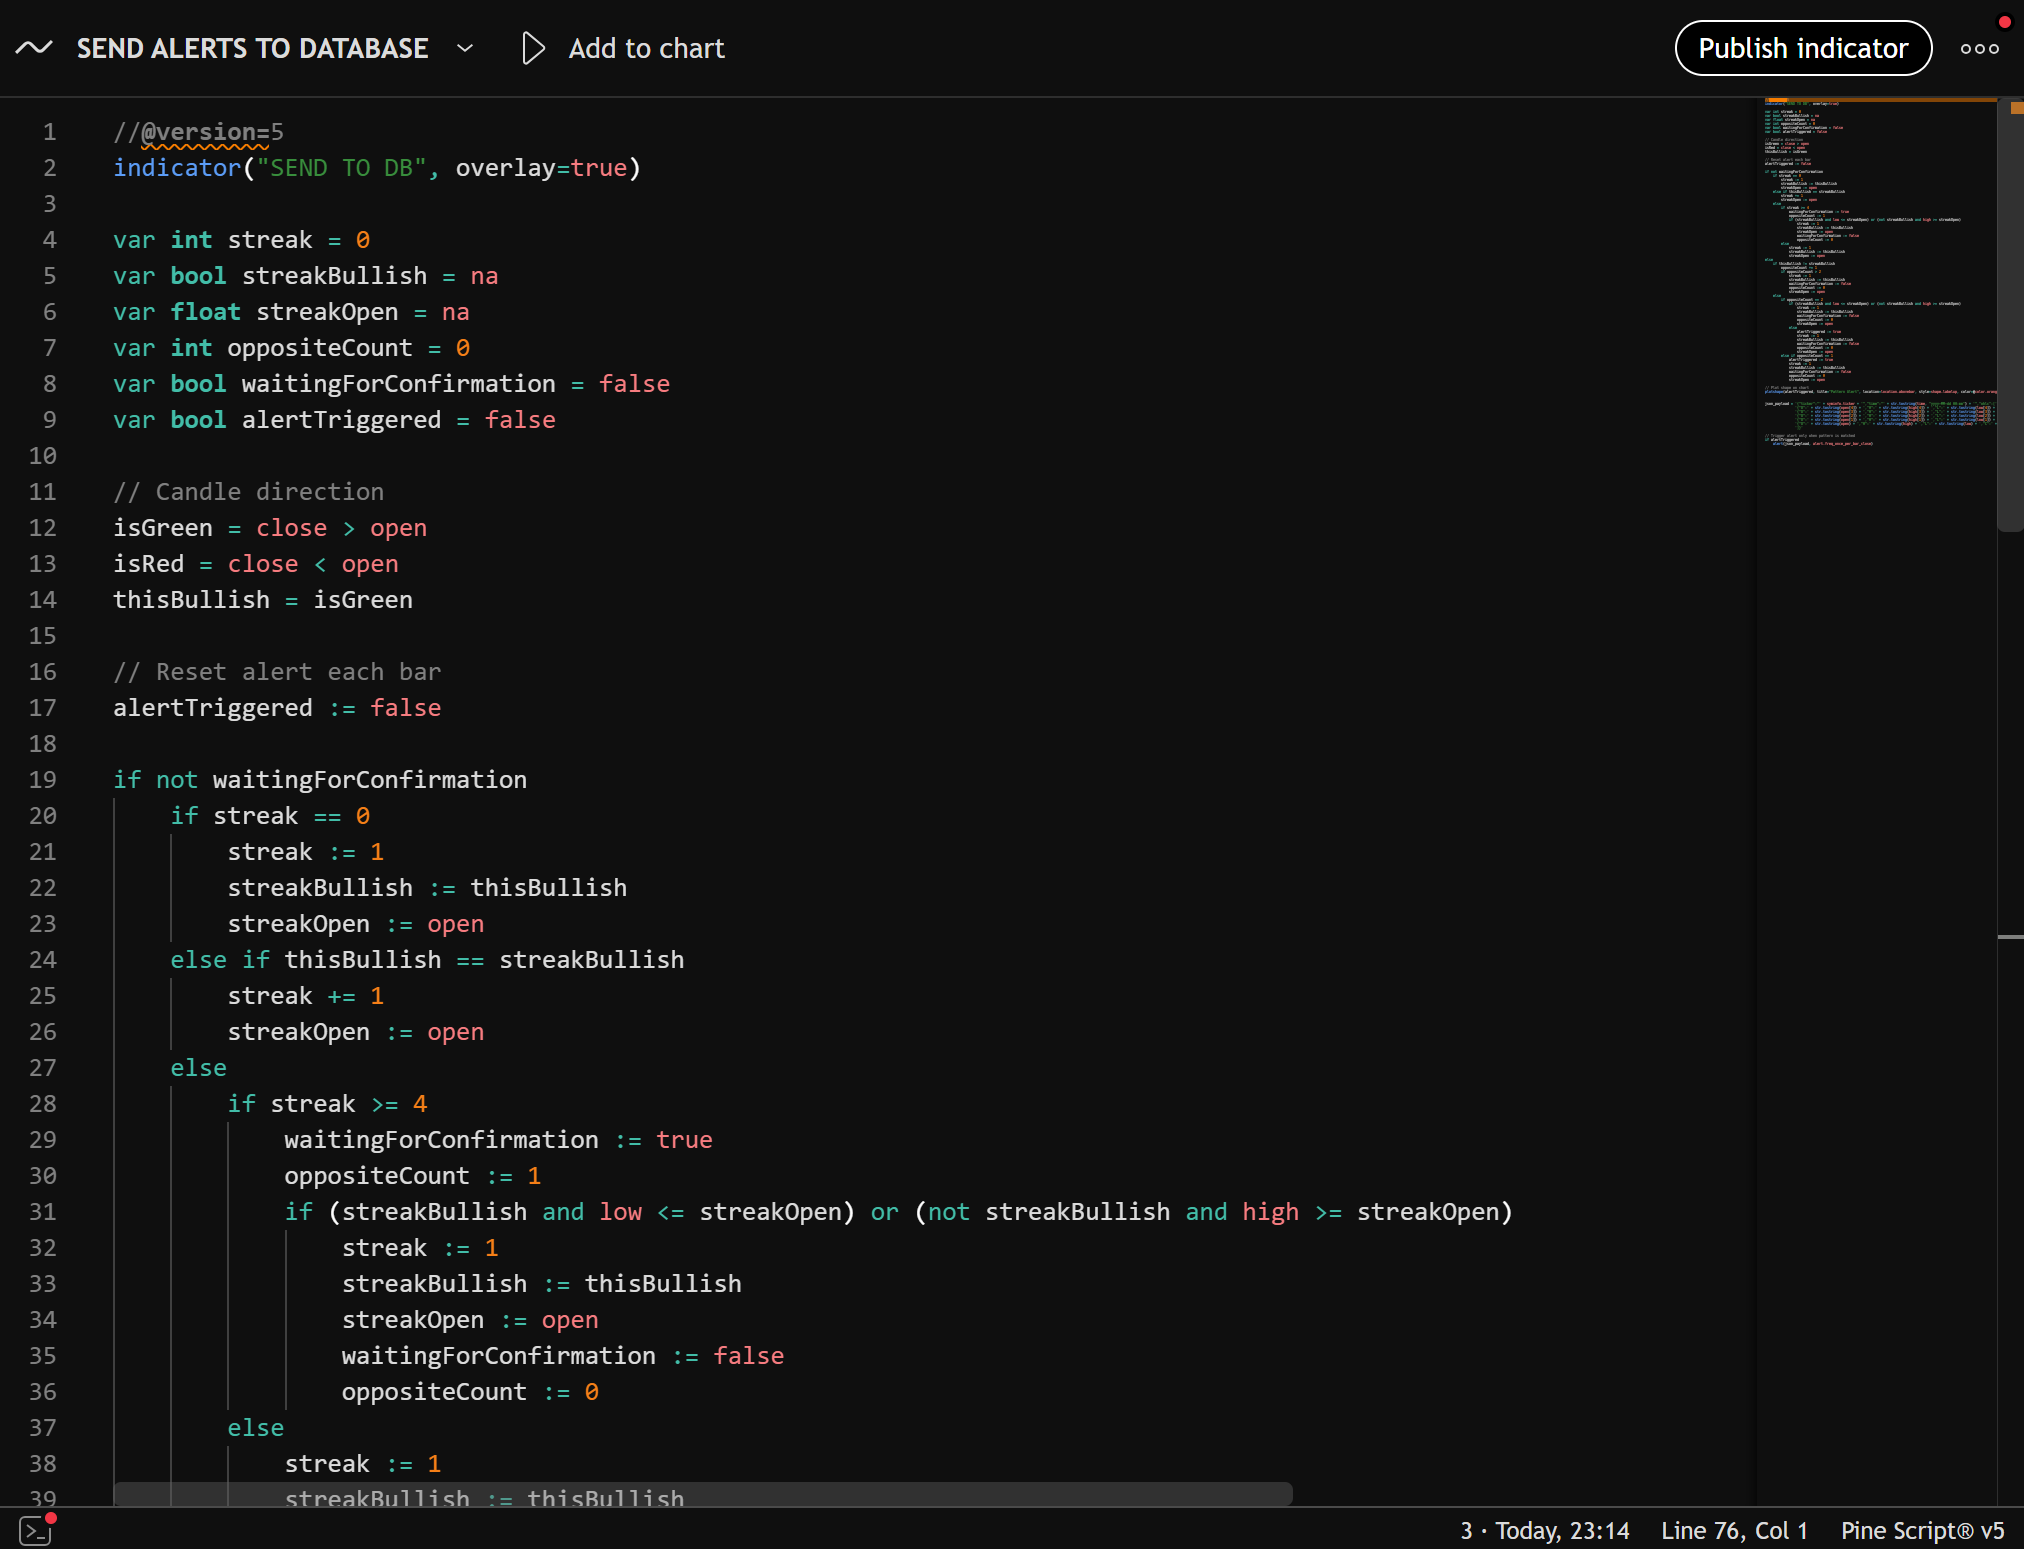 SEND ALERTS TO DATABASE
Add to chart
Publish indicator
1 //@version=5
2 indicator("SEND TO DB", overlay=true)
3
4 var int streak = 0
5 var bool streakBullish = na
6 var float streakOpen = na
7 var int oppositeCount = 0
8 var bool waitingForConfirmation = false
9 var bool alertTriggered = false
10
11 // Candle direction
12 isGreen = close > open
13 isRed = close < open
14 thisBullish = isGreen
15
16 // Reset alert each bar
17 alertTriggered := false
18
19 if not waitingForConfirmation
20     if streak == 0
21         streak := 1
22         streakBullish := thisBullish
23         streakOpen := open
24     else if thisBullish == streakBullish
25         streak += 1
26         streakOpen := open
27     else
28         if streak >= 4
29             waitingForConfirmation := true
30             oppositeCount := 1
31             if (streakBullish and low <= streakOpen) or (not streakBullish and high >= streakOpen)
32                 streak := 1
33                 streakBullish := thisBullish
34                 streakOpen := open
35                 waitingForConfirmation := false
36                 oppositeCount := 0
37         else
38             streak := 1
39             streakBullish := thisBullish
3 · Today, 23:14
Line 76, Col 1
Pine Script® v5